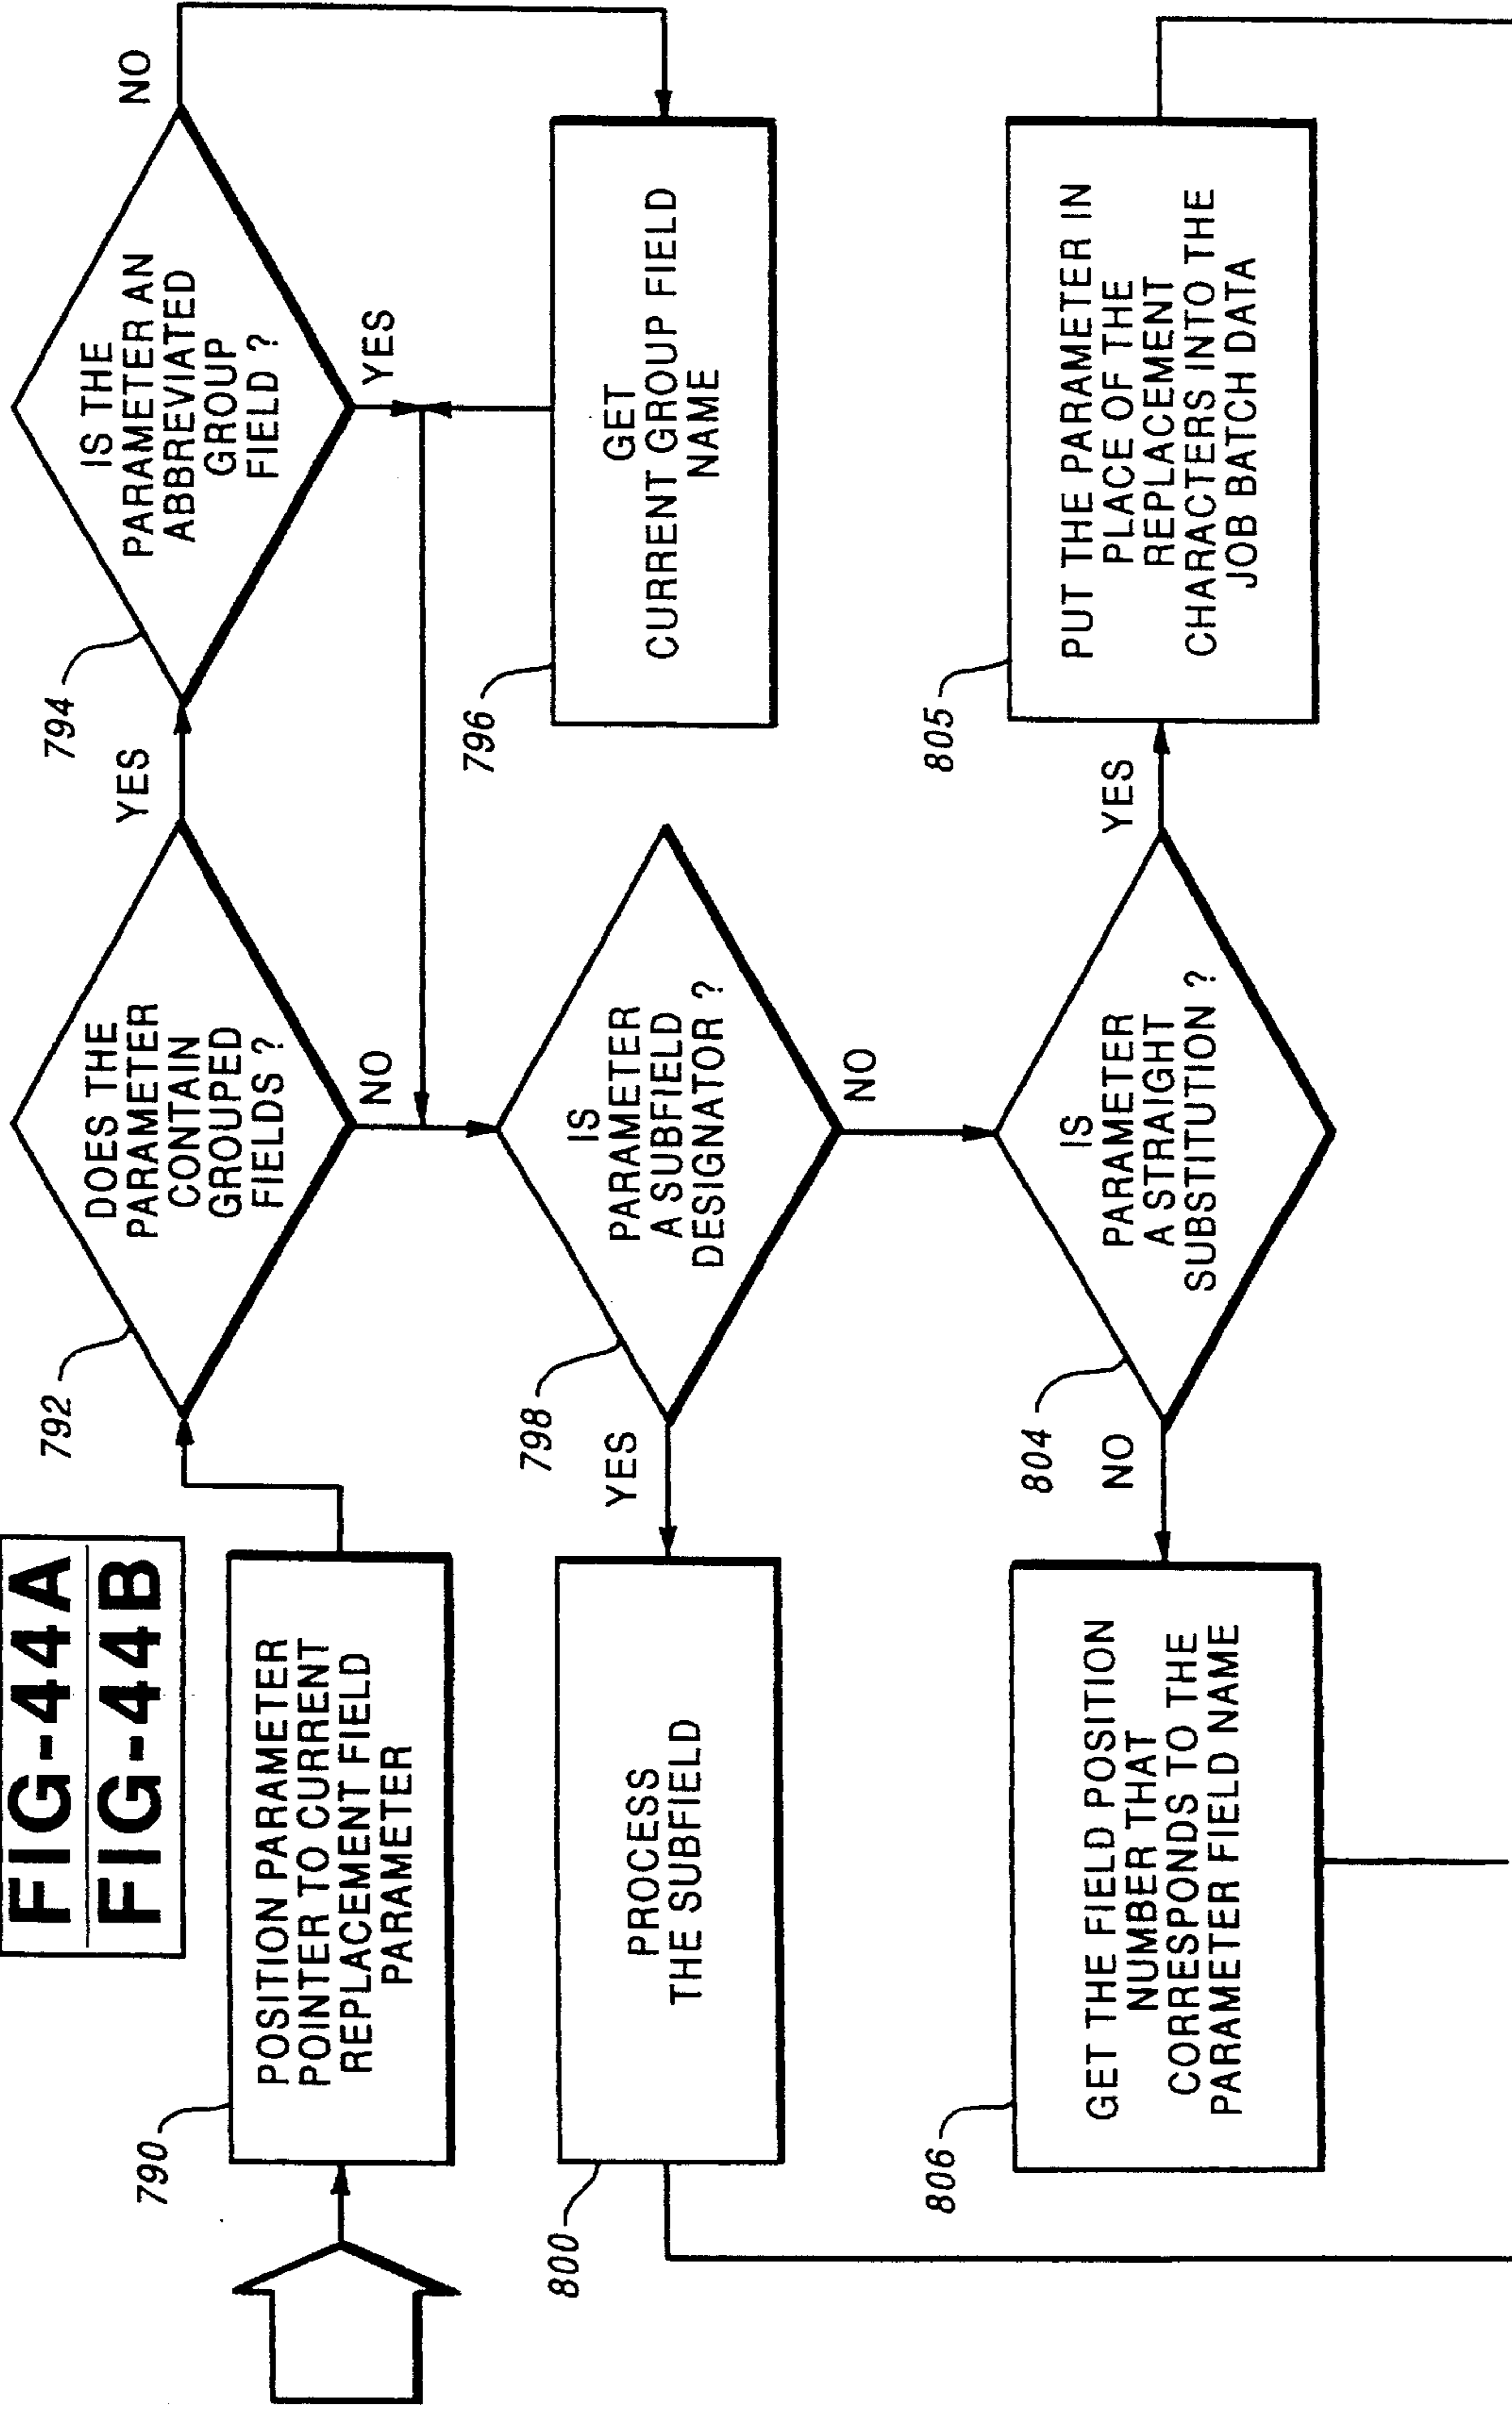 FIG-44A
FIG-44B
790
POSITION PARAMETER
POINTER TO CURRENT
REPLACEMENT FIELD
PARAMETER
792
DOES THE
PARAMETER
CONTAIN
GROUPED
FIELDS ?
YES
NO
794
IS THE
PARAMETER AN
ABBREVIATED
GROUP
FIELD ?
NO
YES
796
GET
CURRENT GROUP FIELD
NAME
798
IS
PARAMETER
A SUBFIELD
DESIGNATOR ?
YES
NO
800
PROCESS
THE SUBFIELD
804
IS
PARAMETER
A STRAIGHT
SUBSTITUTION ?
YES
NO
805
PUT THE PARAMETER IN
PLACE OF THE
REPLACEMENT
CHARACTERS INTO THE
JOB BATCH DATA
806
GET THE FIELD POSITION
NUMBER THAT
CORRESPONDS TO THE
PARAMETER FIELD NAME